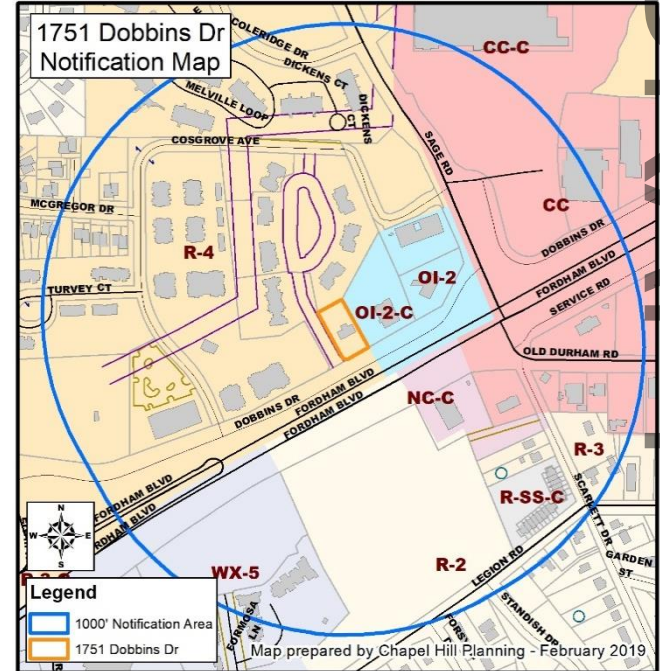 1751 Dobbins Dr
Notification Map
COLERIDGE DR
DICKENS CT
MELVILLE LOOP
DICKENS CT
CC-C
COSGROVE AVE
SAGE RD
MCGREGOR DR
CC
R-4
DOBBINS DR
OI-2
FORDHAM BLVD
SERVICE RD
TURVEY CT
OI-2-C
OLD DURHAM RD
DOBBINS DR
FORDHAM BLVD
FORDHAM BLVD
NC-C
R-3
R-SS-C
SCARLETT DR
FORDHAM BLVD
N
W E
S
WX-5
R-2
LEGION RD
GARDEN ST
STANDISH DR
FORMOSA LN
Legend
1000' Notification Area
1751 Dobbins Dr
Map prepared by Chapel Hill Planning - February 2019